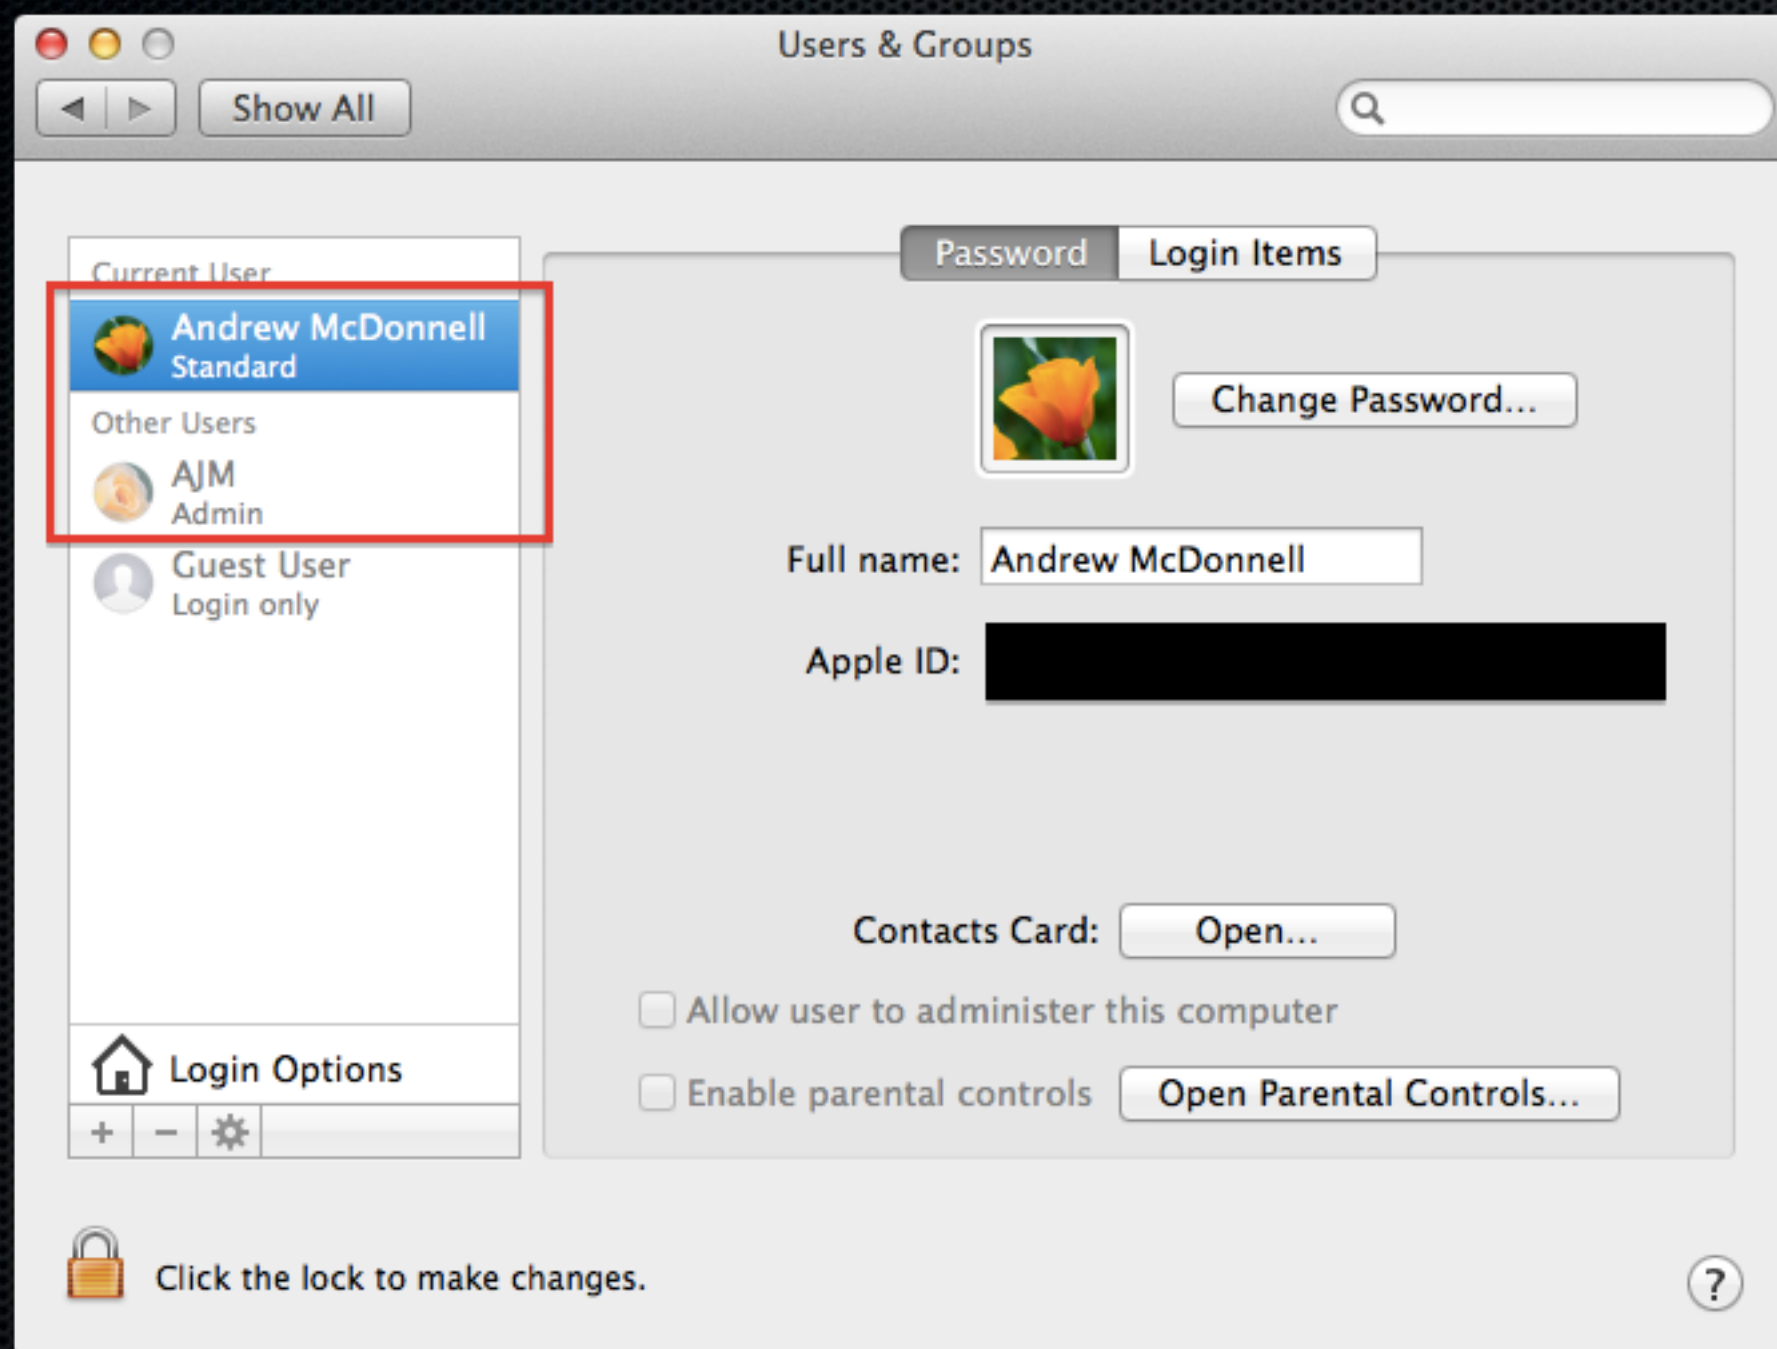 Users & Groups
Show All
Current User
Andrew McDonnell
Standard
Other Users
AJM
Admin
Guest User
Login only
Login Options
Password
Login Items
Change Password...
Full name:
Andrew McDonnell
Apple ID:
Contacts Card:
Open...
Allow user to administer this computer
Enable parental controls
Open Parental Controls...
Click the lock to make changes.
?